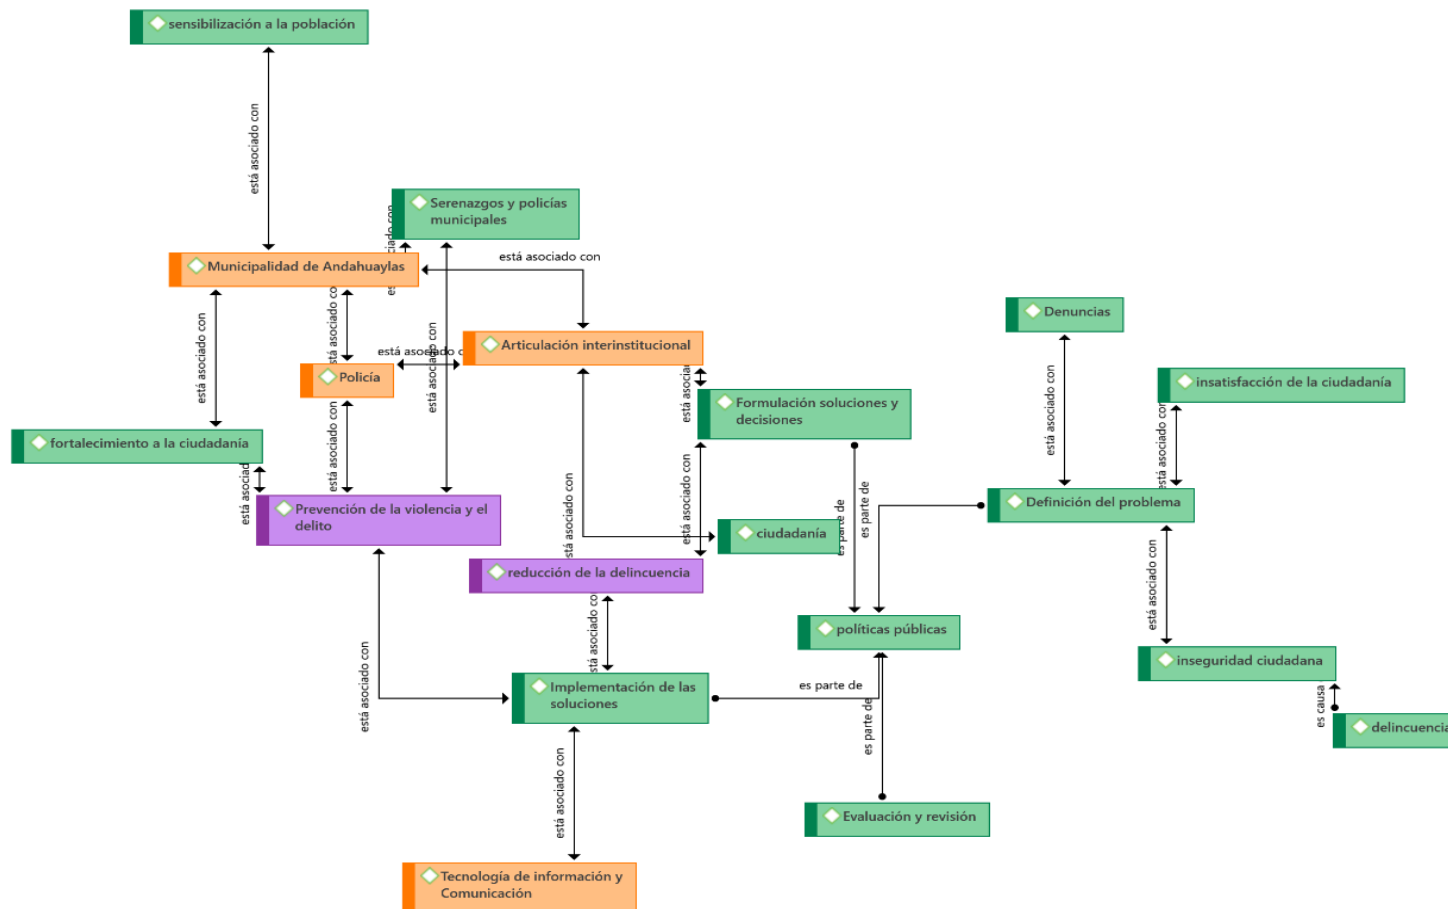 sensibilización a la población
está asociado con
Serenazgos y policías
municipales
Municipalidad de Andahuaylas
está asociado con
Articulación interinstitucional
Policía
está asociado con
está asociado con
está asociado con
está asociado con
está asociado con
Denuncias
está asociado con
insatisfacción de la ciudadanía
está asociado con
Formulación soluciones y
decisiones
fortalecimiento a la ciudadanía
Prevención de la violencia y el
delito
está asociado con
está asociado con
ciudadanía
es parte de
es parte de
Definición del problema
reducción de la delincuencia
está asociado con
está asociado con
está asociado con
políticas públicas
inseguridad ciudadana
Implementación de las
soluciones
es parte de
es parte de
es causa
delincuencia
está asociado con
Evaluación y revisión
Tecnología de información y
Comunicación